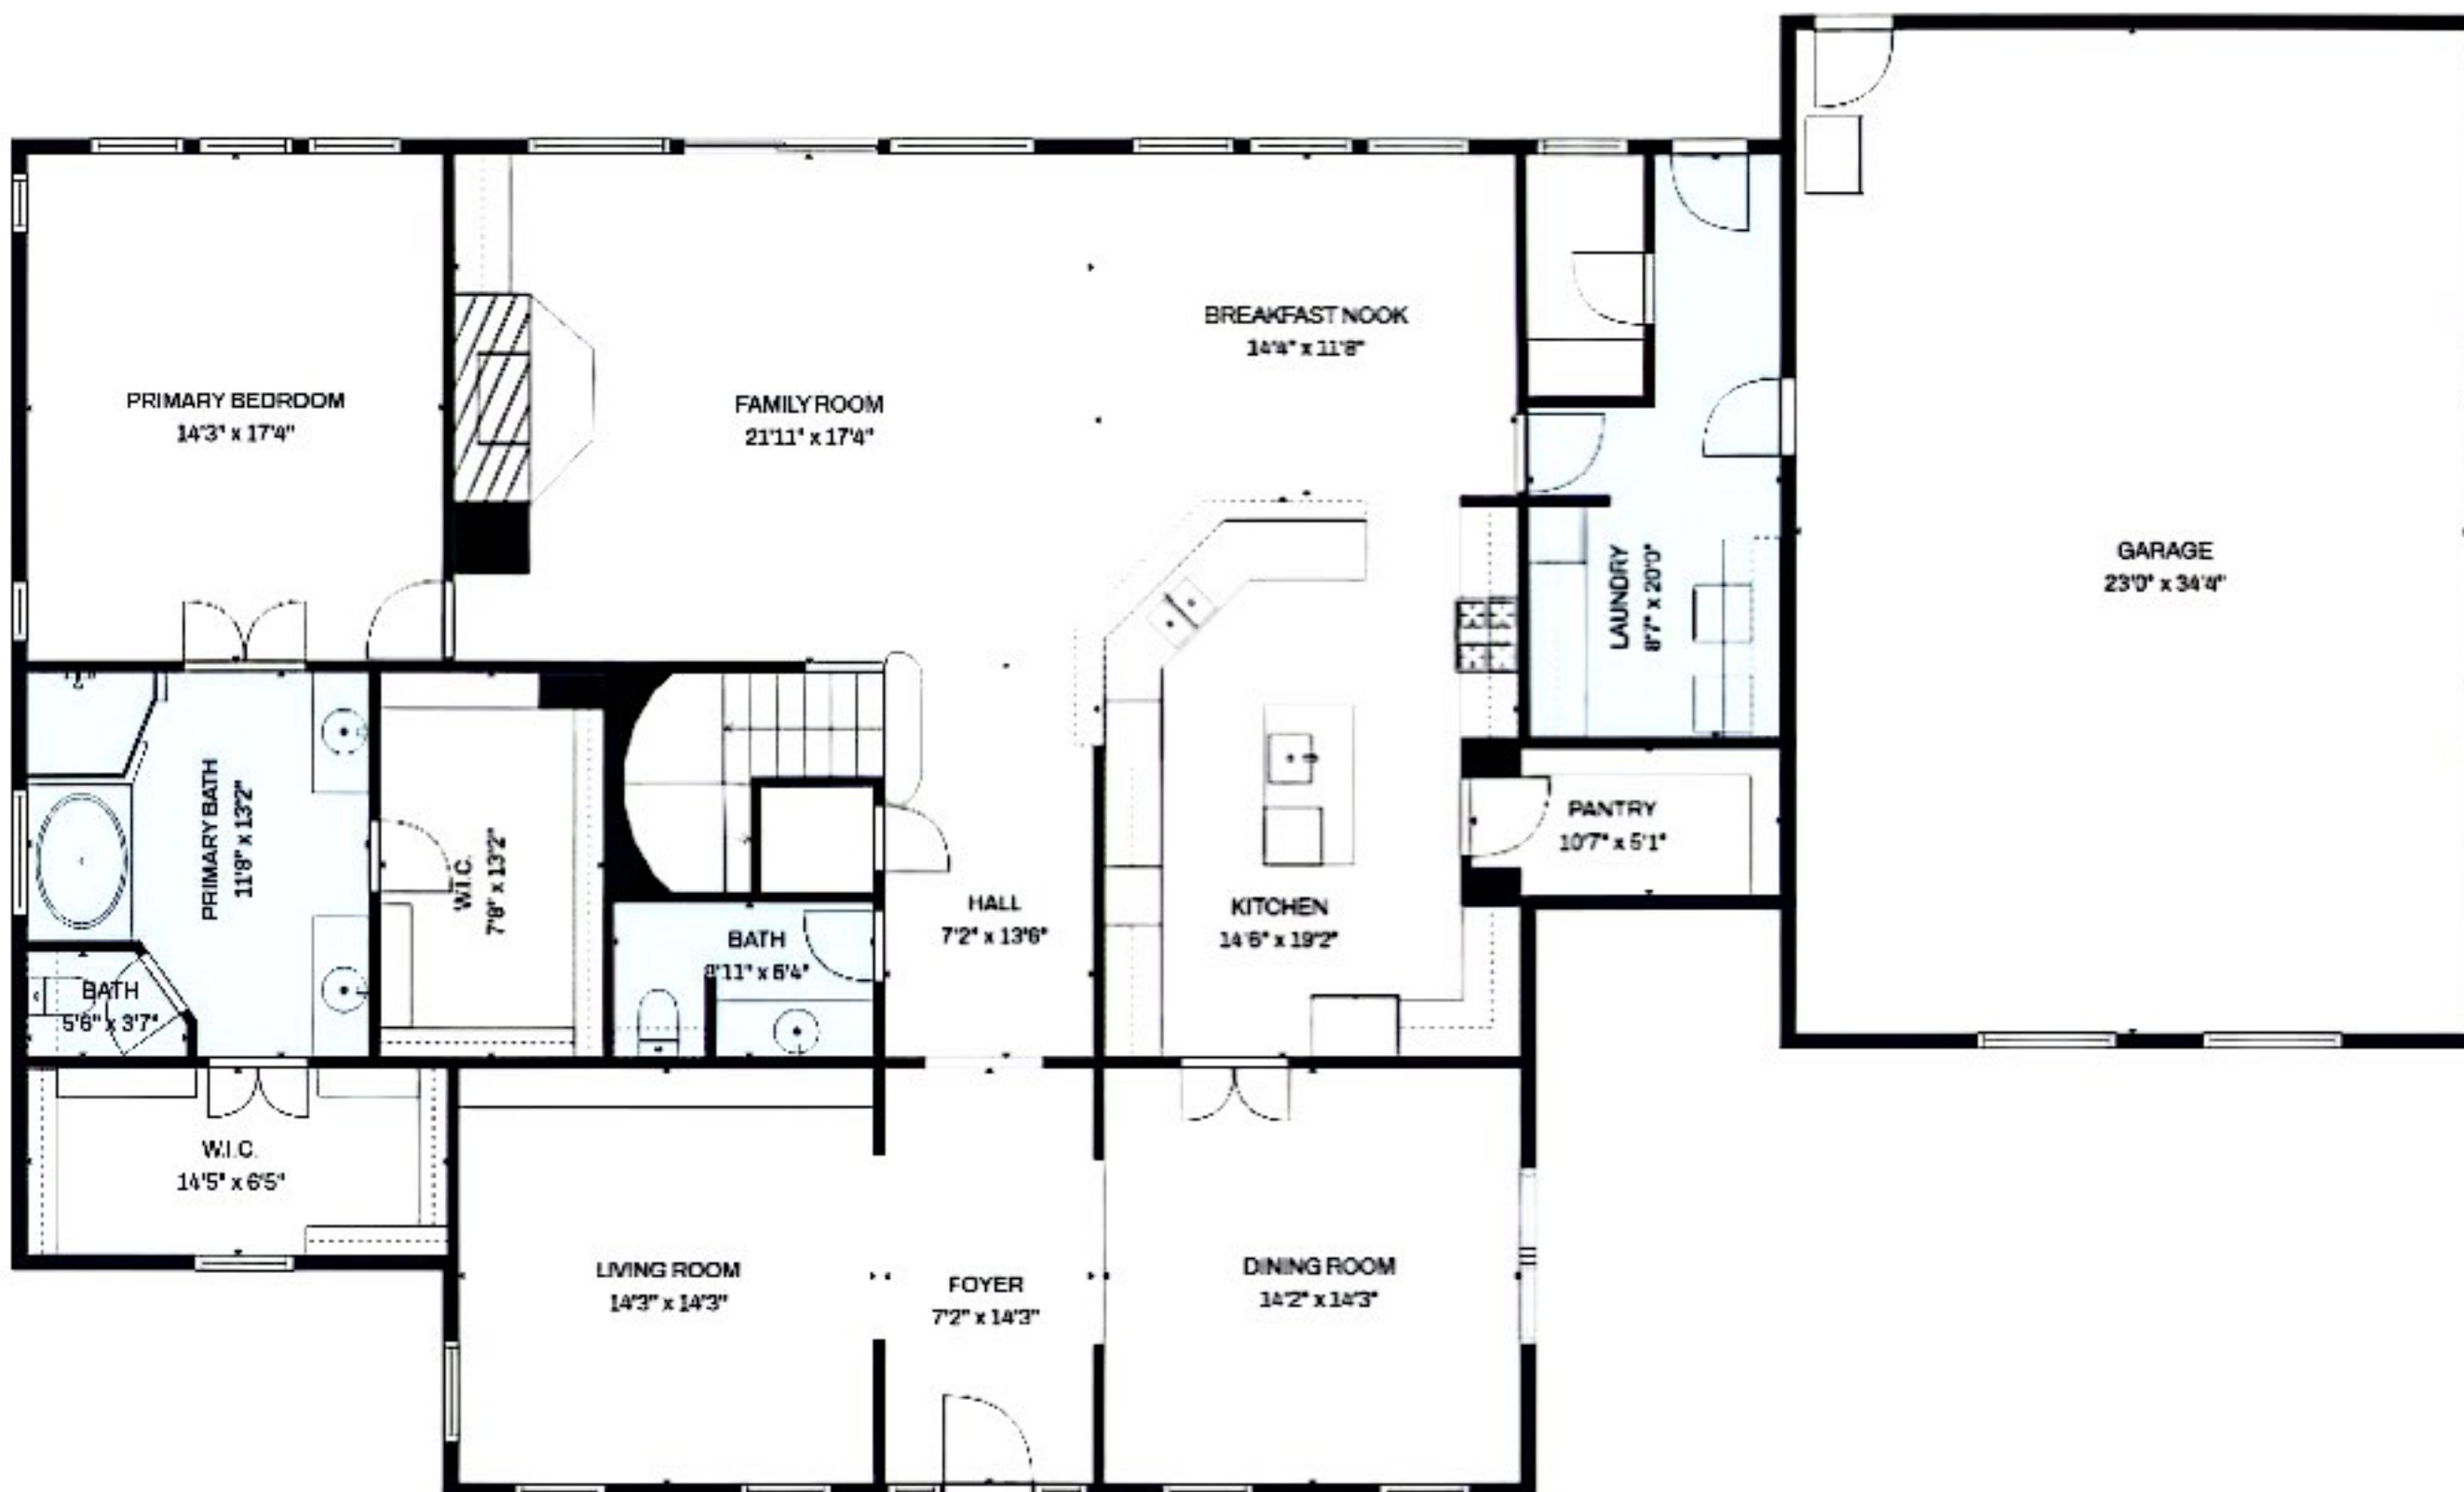 BREAKFAST NOOK
14'4" x 11'8"
PRIMARY BEDROOM
14'3" x 17'4"
FAMILY ROOM
21'11" x 17'4"
GARAGE
23'0" x 34'4"
LAUNDRY
8'7" x 20'0"
PRIMARY BATH
11'8" x 13'2"
W.I.C.
7'8" x 13'2"
PANTRY
10'7" x 5'1"
HALL
7'2" x 13'6"
KITCHEN
14'6" x 19'2"
BATH
8'11" x 6'4"
BATH
5'6" x 3'7"
W.I.C.
14'5" x 6'5"
LIVING ROOM
14'3" x 14'3"
FOYER
7'2" x 14'3"
DINING ROOM
14'2" x 14'3"